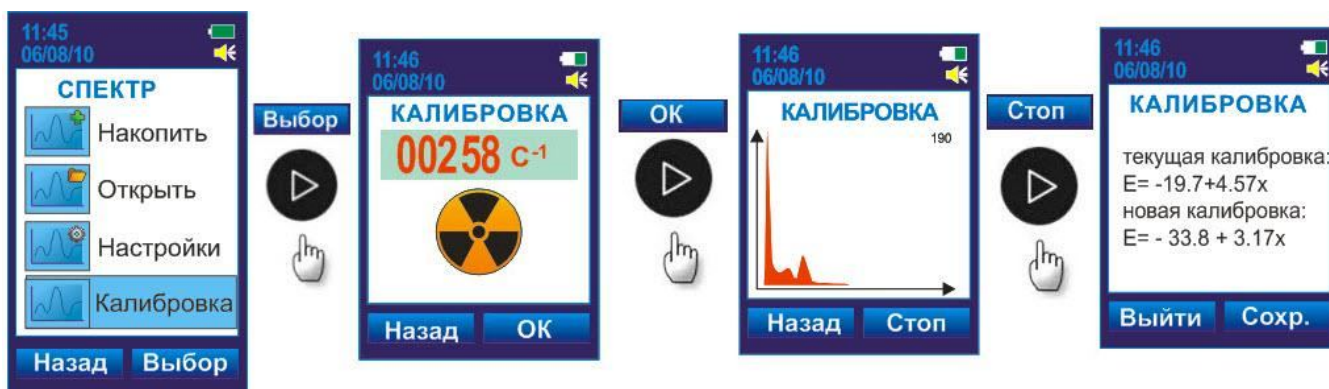 11:45
06/08/10
СПЕКТР
Накопить
Открыть
Настройки
Калибровка
Назад Выбор
Выбор
11:46
06/08/10
КАЛИБРОВКА
00258 С-1
Назад ОК
ОК
11:46
06/08/10
КАЛИБРОВКА
190
Назад Стоп
Стоп
11:46
06/08/10
КАЛИБРОВКА
текущая калибровка:
E= -19.7+4.57x
новая калибровка:
E= - 33.8 + 3.17x
Выйти Сохр.